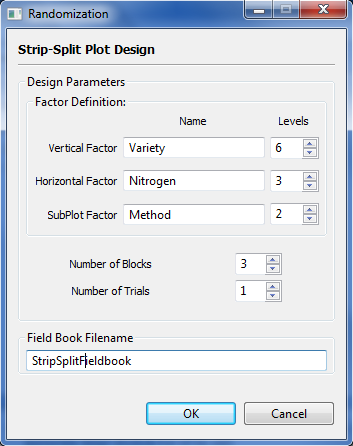 Randomization
Strip-Split Plot Design
Design Parameters
Factor Definition:
Name Levels
Vertical Factor Variety 6
Horizontal Factor Nitrogen 3
SubPlot Factor Method 2
Number of Blocks 3
Number of Trials 1
Field Book Filename
StripSplitFieldbook
OK Cancel